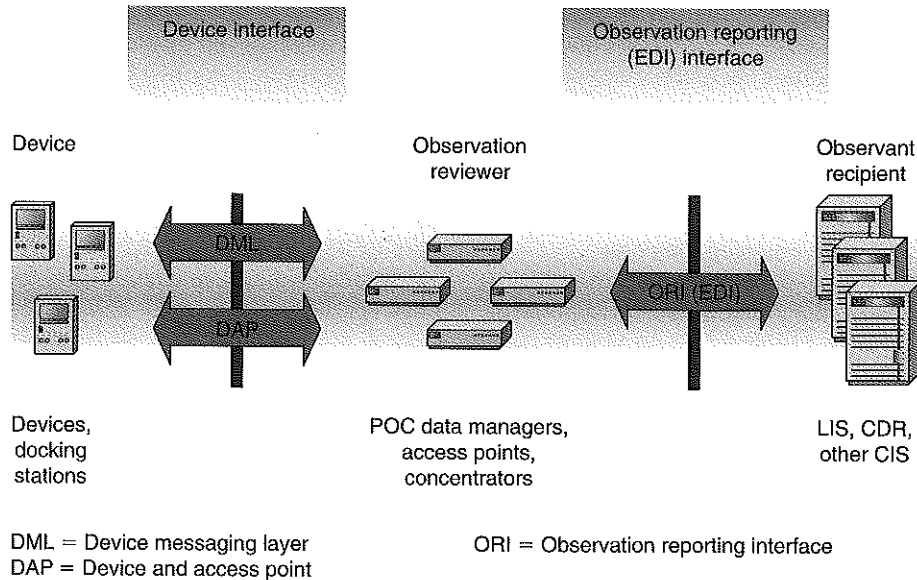 Device interface
Observation reporting
(EDI) interface
Device
Observation
reviewer
Observant
recipient
DML
DAP
ORI (EDI)
Devices,
docking
stations
POC data managers,
access points,
concentrators
LIS, CDR,
other CIS
DML = Device messaging layer
DAP = Device and access point
ORI = Observation reporting interface